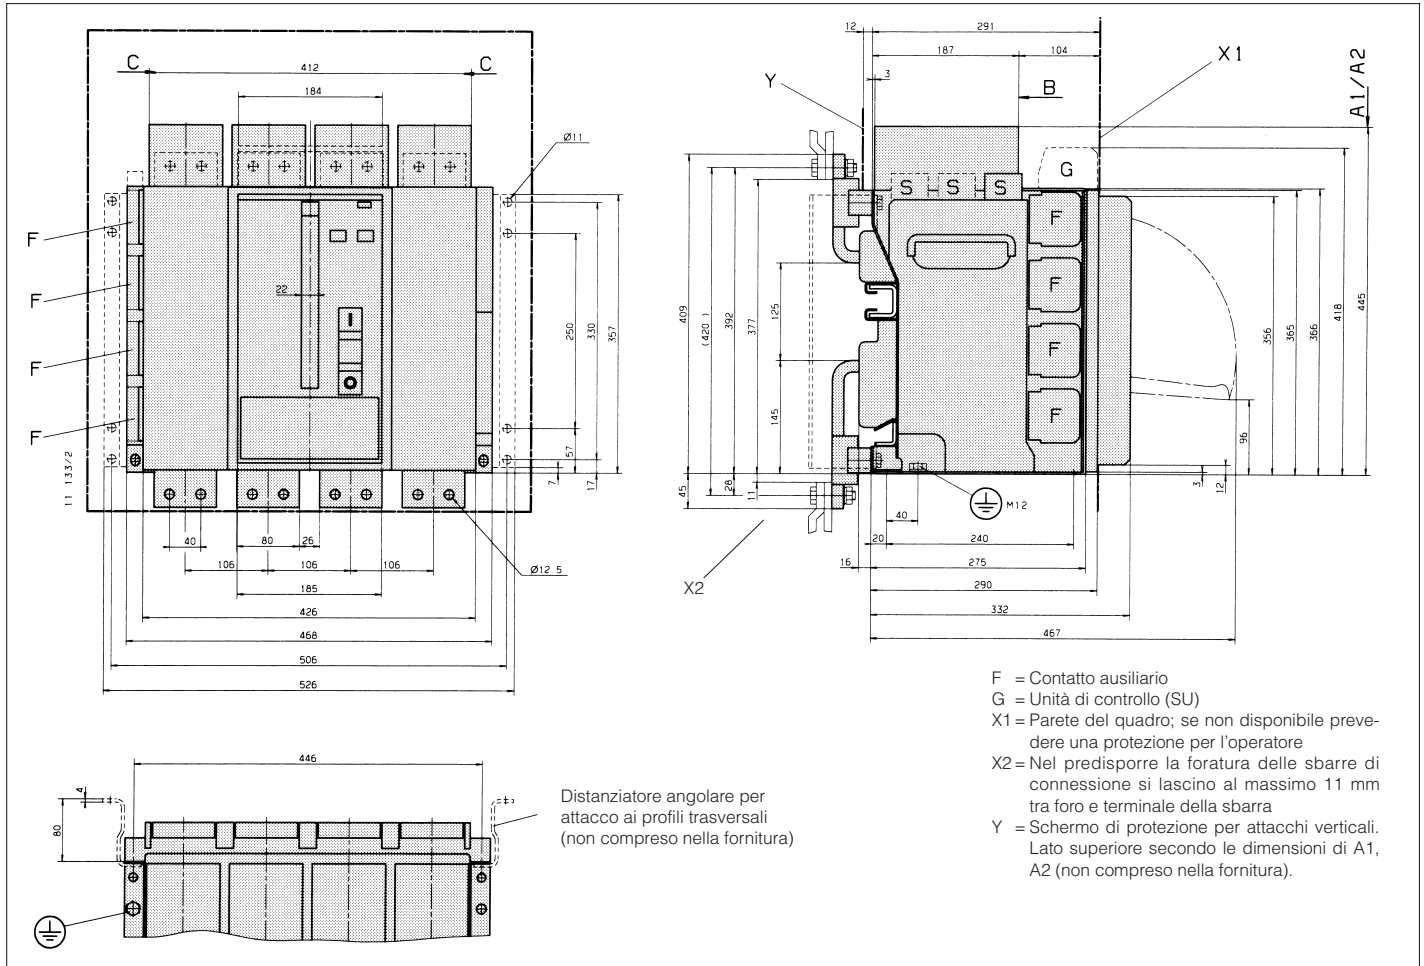 C
412
C
184
Ø11
F
F
F
F
22
250
330
357
57
7
17
11 133/2
40
80
26
106
106
106
Ø12.5
185
426
468
506
526
12
291
187
104
3
Y
B
X1
A1/A2
G
S
S
S
F
F
F
F
409
(420)
392
377
125
145
45
28
11
356
365
366
418
445
96
3
12
M12
40
20
240
16
275
290
332
467
X2
446
4
80
Distanziatore angolare per
attacco ai profili trasversali
(non compreso nella fornitura)
F = Contatto ausiliario
G = Unità di controllo (SU)
X1 = Parete del quadro; se non disponibile preve-
dere una protezione per l'operatore
X2 = Nel predisporre la foratura delle sbarre di
connessione si lascino al massimo 11 mm
tra foro e terminale della sbarra
Y = Schermo di protezione per attacchi verticali.
Lato superiore secondo le dimensioni di A1,
A2 (non compreso nella fornitura).